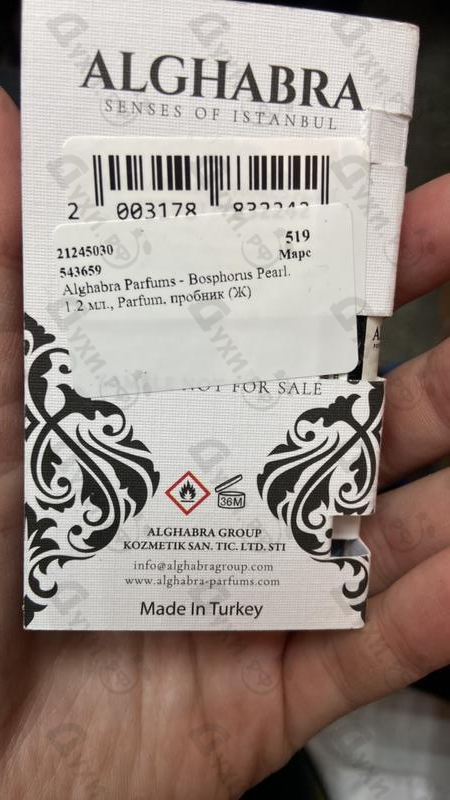 ALGHABRA
SENSES OF ISTANBUL
2 003178
519
21245030 Марс
543659
Alghabra Parfums - Bosphorus Pearl.
1.2 мл., Parfum. пробник (Ж)
NOT FOR SALE
36M
ALGHABRA GROUP
KOZMETIK SAN. TIC. LTD. STI
info@alghabragroup.com
www.alghabra-parfums.com
Made In Turkey
Духи.рф